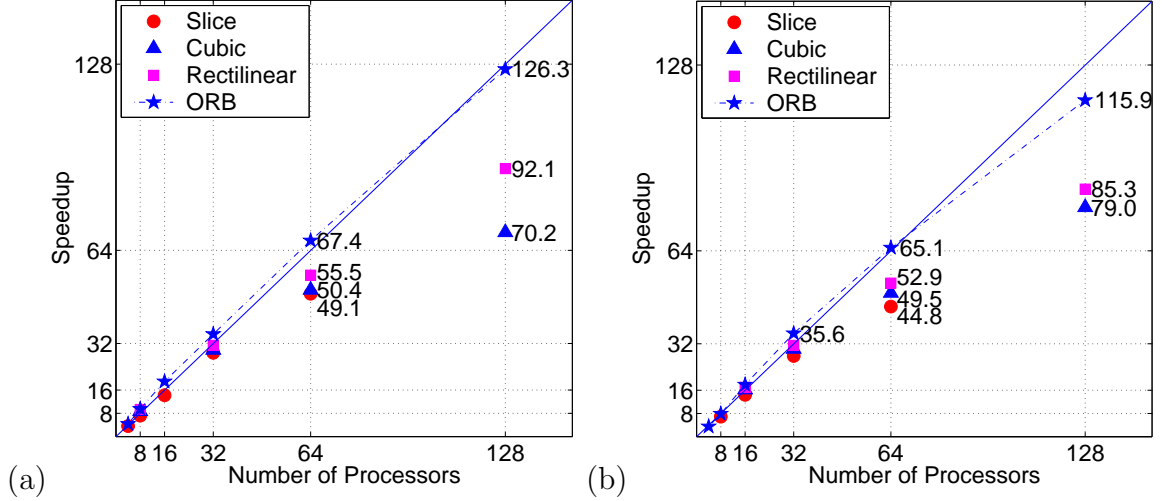 Slice
Cubic
Rectilinear
ORB
128
64
32
16
8
Speedup
126.3
92.1
70.2
67.4
55.5
50.4
49.1
8 16 32 64 128
Number of Processors
(a)
Slice
Cubic
Rectilinear
ORB
128
64
32
16
8
Speedup
115.9
85.3
79.0
65.1
52.9
49.5
44.8
35.6
8 16 32 64 128
Number of Processors
(b)